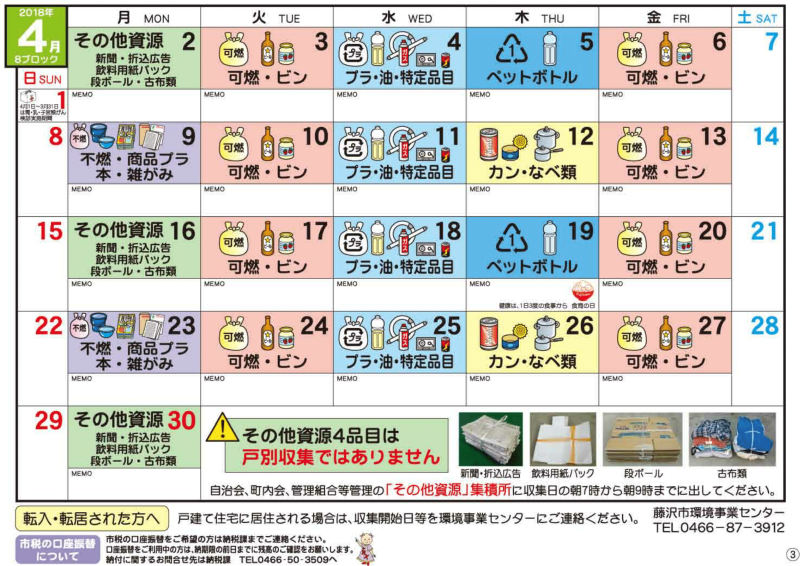 2018年
4月
8ブロック
月 MON
火 TUE
水 WED
木 THU
金 FRI
土 SAT
日 SUN
1
4月1日~3月31日
その他資源 2
新聞・折込広告
飲料用紙パック
段ボール・古布類
MEMO
可燃
3
可燃・ビン
MEMO
プラ
4
プラ・油・特定品目
MEMO
1
5
ペットボトル
MEMO
可燃
6
可燃・ビン
MEMO
7
8
不燃
9
不燃・商品プラ
本・雑がみ
MEMO
可燃
10
可燃・ビン
MEMO
プラ
11
プラ・油・特定品目
MEMO
12
カン・なべ類
MEMO
可燃
13
可燃・ビン
MEMO
14
15
その他資源 16
新聞・折込広告
飲料用紙パック
段ボール・古布類
MEMO
可燃
17
可燃・ビン
MEMO
プラ
18
プラ・油・特定品目
MEMO
1
19
ペットボトル
MEMO
健康は、1日3度の食事から 食育の日
可燃
20
可燃・ビン
MEMO
21
22
不燃
23
不燃・商品プラ
本・雑がみ
MEMO
可燃
24
可燃・ビン
MEMO
プラ
25
プラ・油・特定品目
MEMO
26
カン・なべ類
MEMO
可燃
27
可燃・ビン
MEMO
28
29
その他資源 30
新聞・折込広告
飲料用紙パック
段ボール・古布類
MEMO
その他資源4品目は
戸別収集ではありません
新聞・折込広告
飲料用紙パック
段ボール
古布類
自治会、町内会、管理組合等管理の「その他資源」集積所に収集日の朝7時から朝9時までに出してください。
転入・転居された方へ
戸建て住宅に居住される場合は、収集開始日等を環境事業センターにご連絡ください。
藤沢市環境事業センター
TEL0466-87-3912
市税の口座振替
について
市税の口座振替をご希望の方は納税課までご連絡ください。
口座振替をご利用中の方は、納期限の前日までに残高のご確認をお願いします。
納付に関するお問合せ先は納税課 TEL0466-50-3509へ
③